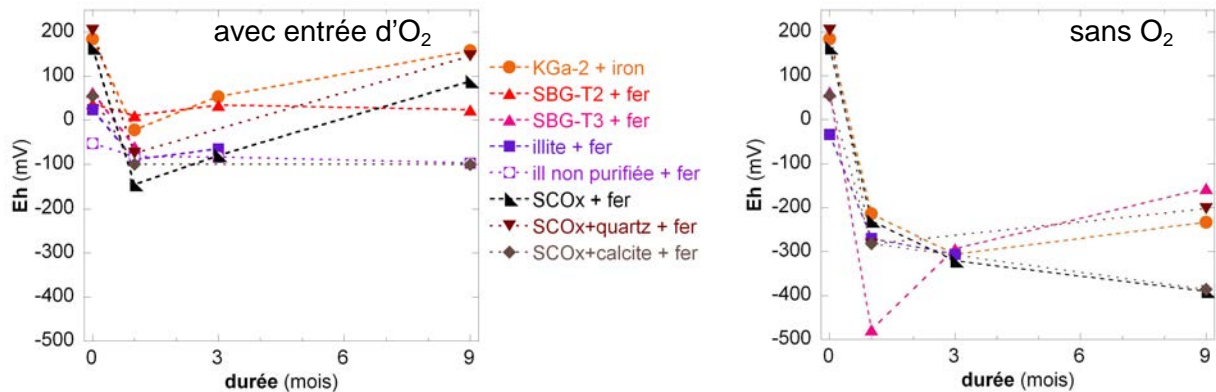 avec entrée d'O₂
200
100
0
-100
-200
-300
-400
-500
Eh (mV)
0
3
6
9
durée (mois)
KGa-2 + iron
SBG-T2 + fer
SBG-T3 + fer
illite + fer
ill non purifiée + fer
SCOx + fer
SCOx+quartz + fer
SCOx+calcite + fer
sans O₂
200
100
0
-100
-200
-300
-400
-500
Eh (mV)
0
3
6
9
durée (mois)